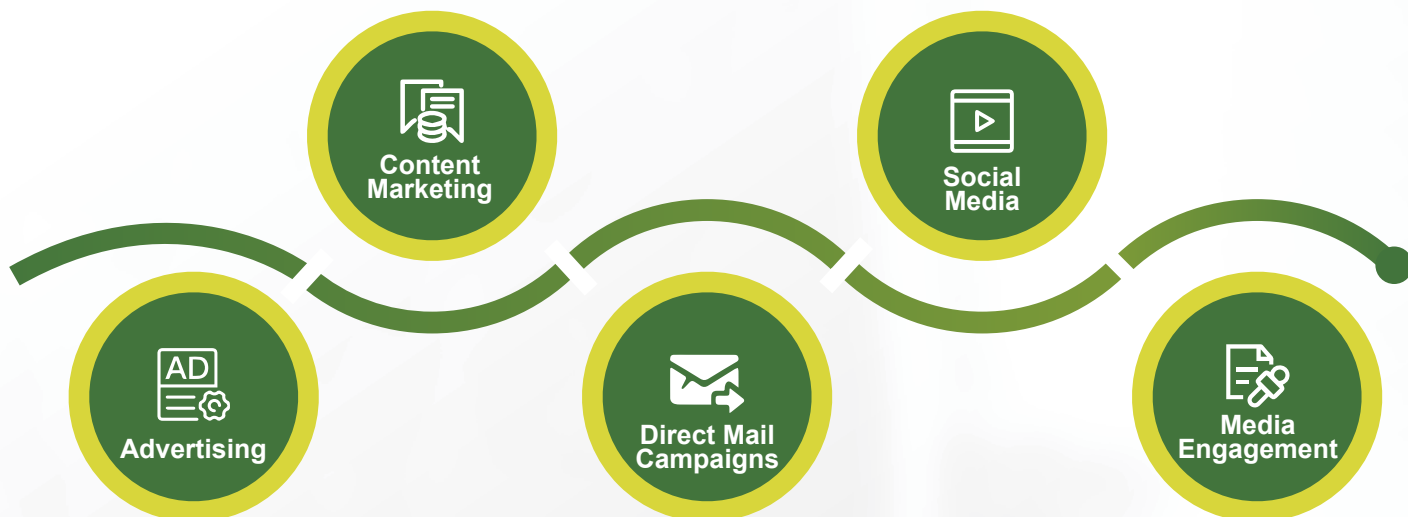 Content
Marketing
Social
Media
AD
Advertising
Direct Mail
Campaigns
Media
Engagement